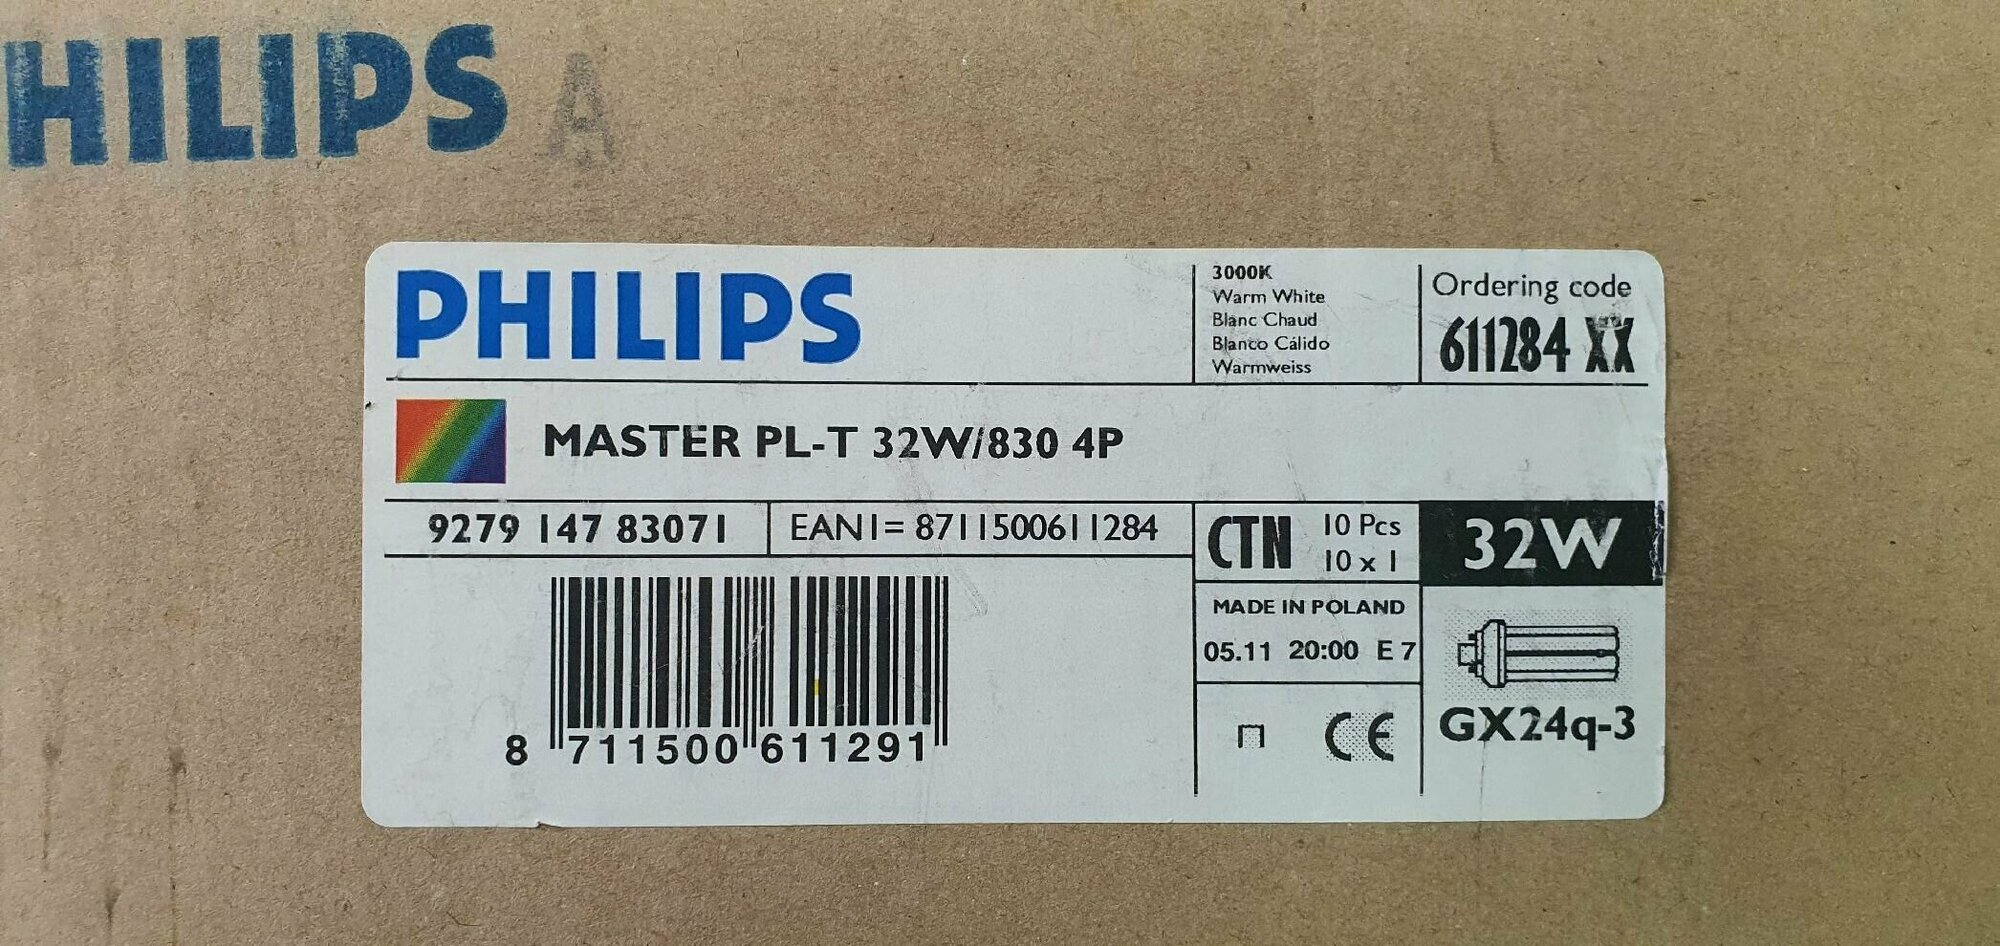 HILIPS A
PHILIPS
3000K
Warm White
Blanc Chaud
Blanco Cálido
Warmweiss
Ordering code
611284 XX
MASTER PL-T 32W/830 4P
9279 147 83071
EAN1= 8711500611284
CTN
10 Pcs
10 x 1
32W
MADE IN POLAND
05.11 20:00 E 7
CE
GX24q-3
8 711500 611291